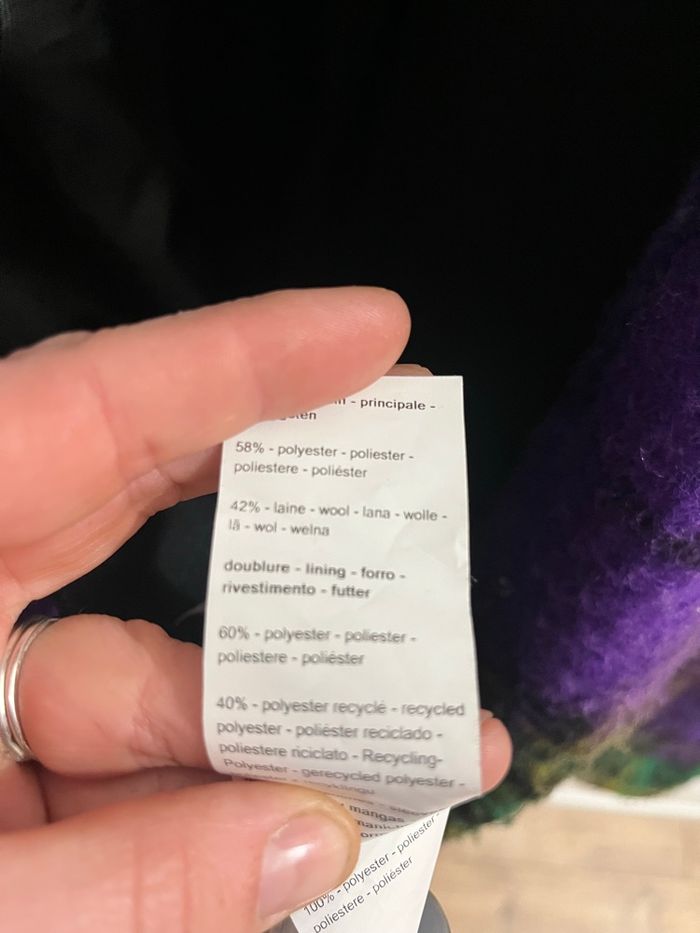 - principale -
58% - polyester - poliester -
poliestere - poliéster
42% - laine - wool - lana - wolle -
lã - wol - wełna
doublure - lining - forro -
rivestimento - futter
60% - polyester - poliester -
poliestere - poliéster
40% - polyester recyclé - recycled
polyester - poliéster reciclado -
poliestere riciclato - Recycling-
Polyester - gerecycled polyester -
mangas
100% - polyester - poliester -
poliestere - poliéster